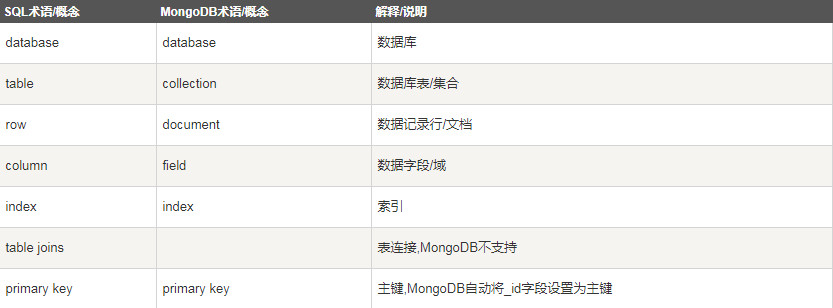 SQL术语/概念 MongoDB术语/概念 解释/说明
database database 数据库
table collection 数据库表/集合
row document 数据记录行/文档
column field 数据字段/域
index index 索引
table joins 表连接,MongoDB不支持
primary key primary key 主键,MongoDB自动将_id字段设置为主键